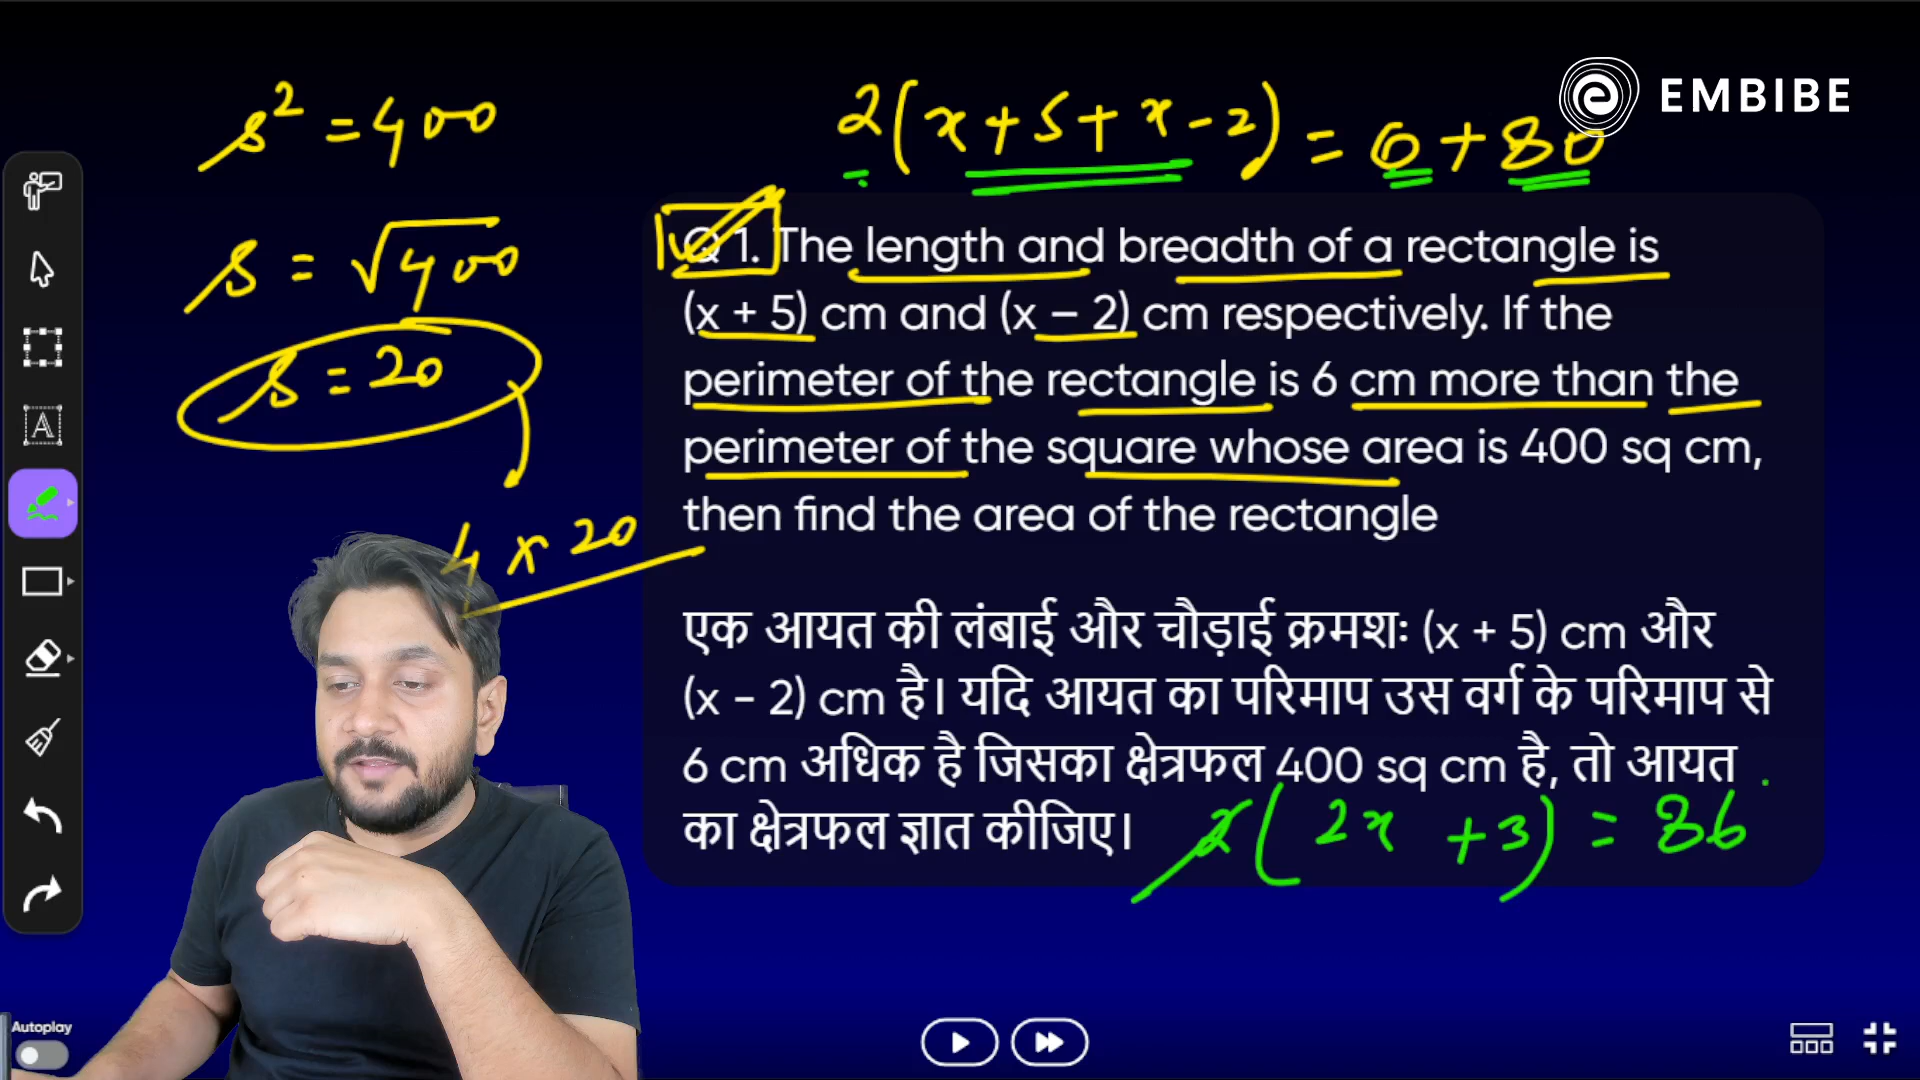 s² = 400
2(x+5+x-2) = 6+80
EMBIBE
s = √400
s = 20
4 x 20
Q 1. The length and breadth of a rectangle is
(x + 5) cm and (x – 2) cm respectively. If the
perimeter of the rectangle is 6 cm more than the
perimeter of the square whose area is 400 sq cm,
then find the area of the rectangle
एक आयत की लंबाई और चौड़ाई क्रमशः (x + 5) cm और
(x - 2) cm है। यदि आयत का परिमाप उस वर्ग के परिमाप से
6 cm अधिक है जिसका क्षेत्रफल 400 sq cm है, तो आयत
का क्षेत्रफल ज्ञात कीजिए।
2(2x +3) = 86
A
Autoplay